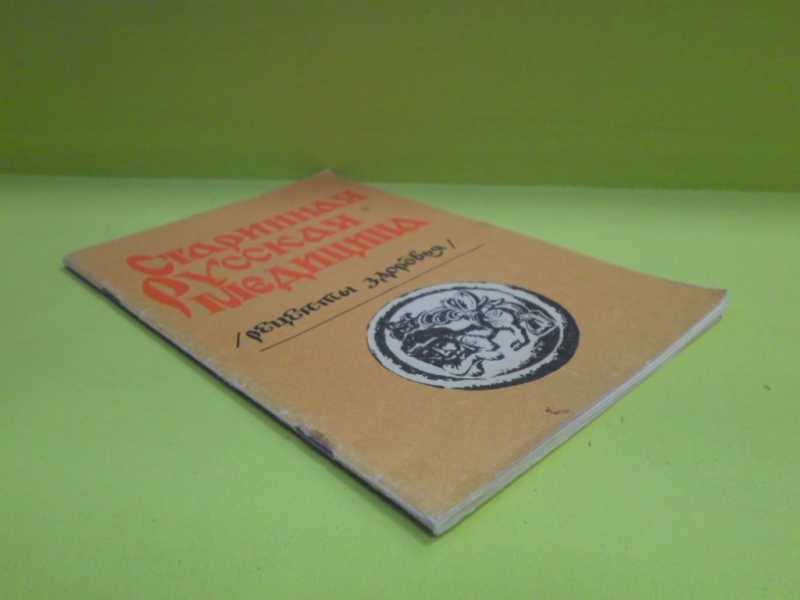 Старинная
Русская
Медицина
/рецепты здоровья/